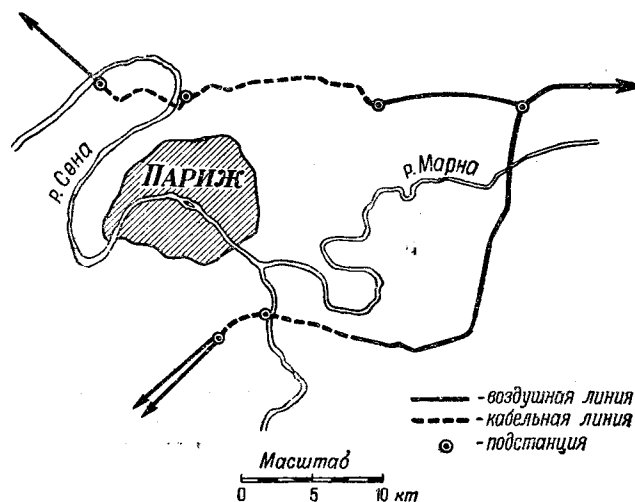 р. Сена
ПАРИЖ
р. Марна
- воздушная линия
- кабельная линия
- подстанция
Масштаб
0 5 10 км